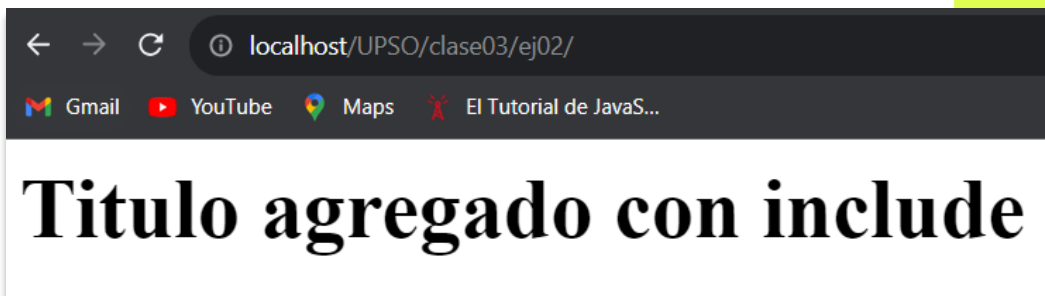 localhost/UPSO/clase03/ej02/
Gmail YouTube Maps El Tutorial de JavaS...
Titulo agregado con include